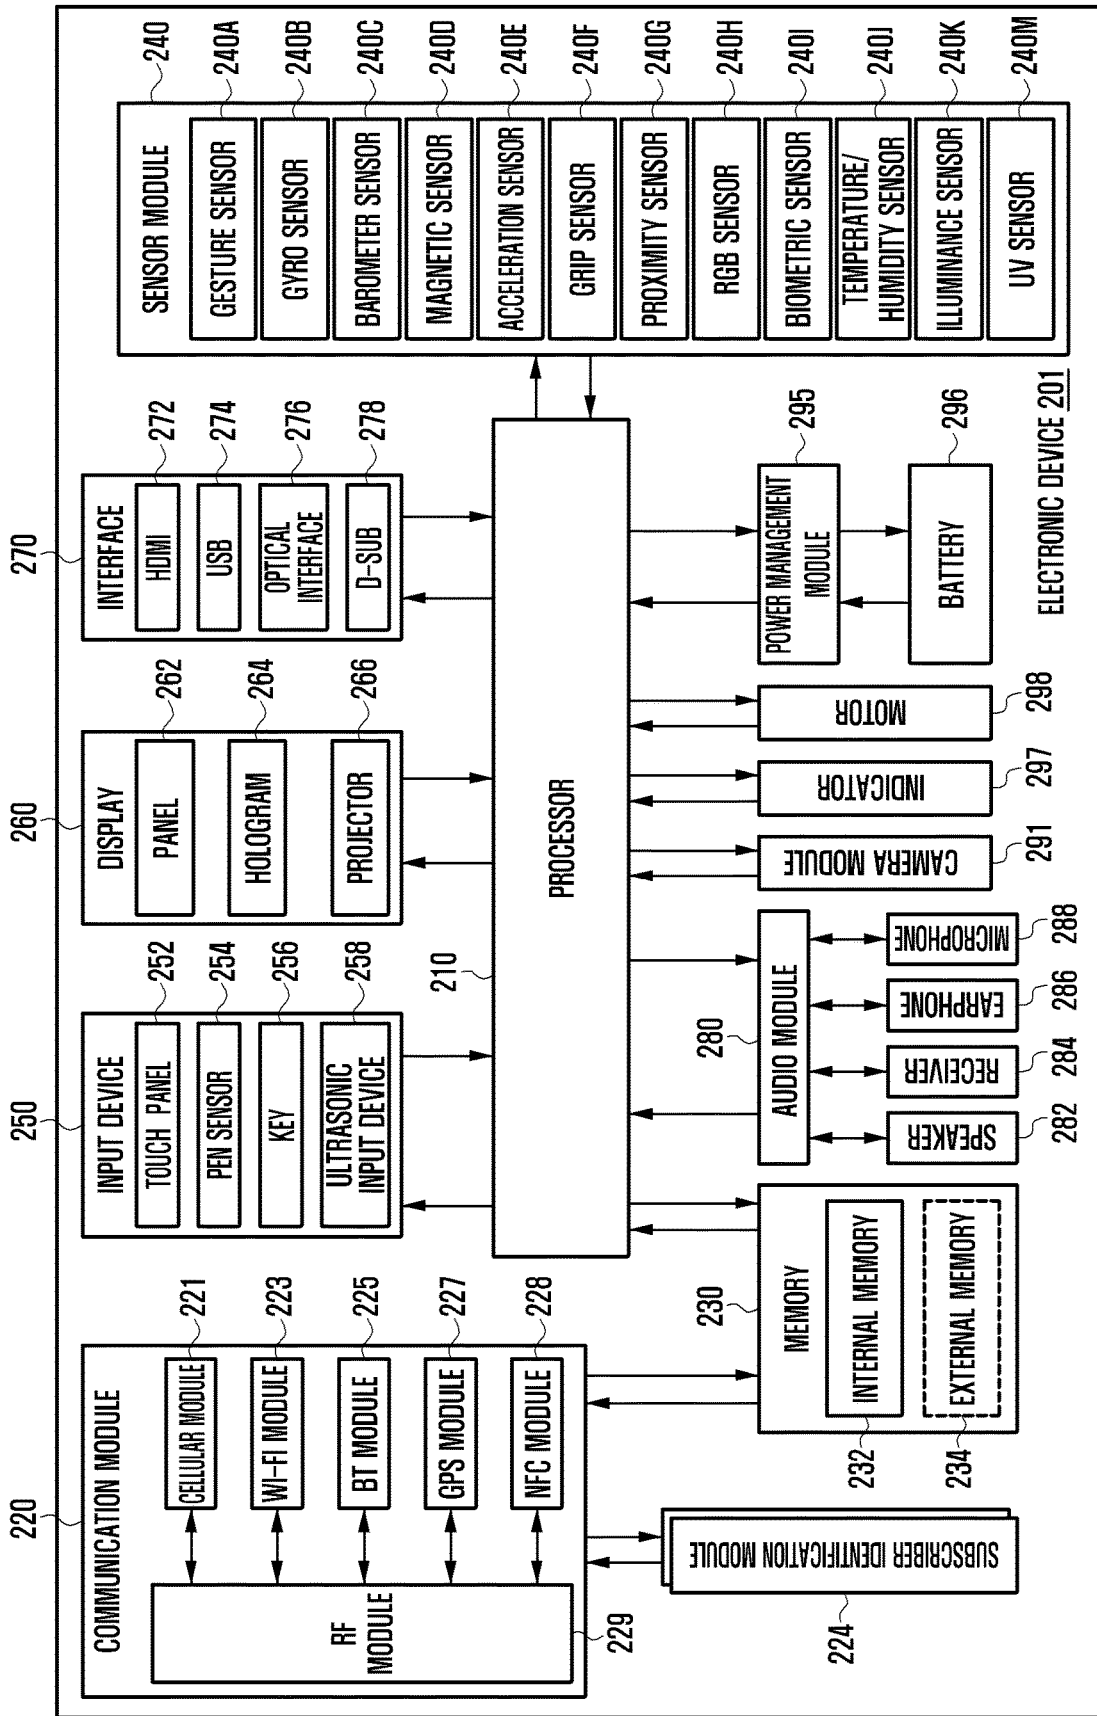 220
COMMUNICATION MODULE
RF
MODULE
229
CELLULAR MODULE
221
WI-FI MODULE
223
BT MODULE
225
GPS MODULE
227
NFC MODULE
228
SUBSCRIBER IDENTIFICATION MODULE
224
250
INPUT DEVICE
TOUCH PANEL
252
PEN SENSOR
254
KEY
256
ULTRASONIC
INPUT DEVICE
258
260
DISPLAY
PANEL
262
HOLOGRAM
264
PROJECTOR
266
270
INTERFACE
HDMI
272
USB
274
OPTICAL
INTERFACE
276
D-SUB
278
SENSOR MODULE
240
GESTURE SENSOR
240A
GYRO SENSOR
240B
BAROMETER SENSOR
240C
MAGNETIC SENSOR
240D
ACCELERATION SENSOR
240E
GRIP SENSOR
240F
PROXIMITY SENSOR
240G
RGB SENSOR
240H
BIOMETRIC SENSOR
240I
TEMPERATURE/
HUMIDITY SENSOR
240J
ILLUMINANCE SENSOR
240K
UV SENSOR
240M
210
PROCESSOR
230
MEMORY
INTERNAL MEMORY
232
EXTERNAL MEMORY
234
280
AUDIO MODULE
SPEAKER
282
RECEIVER
284
EARPHONE
286
MICROPHONE
288
CAMERA MODULE
291
INDICATOR
297
MOTOR
298
POWER MANAGEMENT
MODULE
295
BATTERY
296
ELECTRONIC DEVICE 201